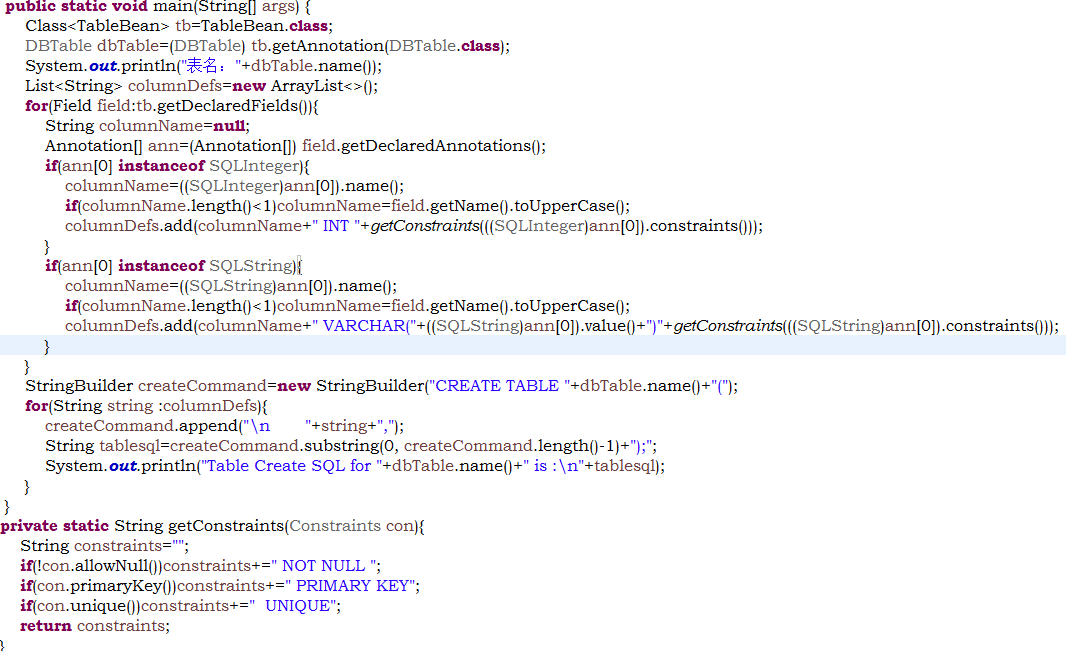 public static void main(String[] args) {
Class<TableBean> tb=TableBean.class;
DBTable dbTable=(DBTable) tb.getAnnotation(DBTable.class);
System.out.println("表名："+dbTable.name());
List<String> columnDefs=new ArrayList<>();
for(Field field:tb.getDeclaredFields()){
String columnName=null;
Annotation[] ann=(Annotation[]) field.getDeclaredAnnotations();
if(ann[0] instanceof SQLInteger){
columnName=((SQLInteger)ann[0]).name();
if(columnName.length()<1)columnName=field.getName().toUpperCase();
columnDefs.add(columnName+" INT "+getConstraints(((SQLInteger)ann[0]).constraints()));
}
if(ann[0] instanceof SQLString){
columnName=((SQLString)ann[0]).name();
if(columnName.length()<1)columnName=field.getName().toUpperCase();
columnDefs.add(columnName+" VARCHAR("+((SQLString)ann[0]).value()+")"+getConstraints(((SQLString)ann[0]).constraints()));
}
}
StringBuilder createCommand=new StringBuilder("CREATE TABLE "+dbTable.name()+"(");
for(String string :columnDefs){
createCommand.append("\n      "+string+",");
String tablesql=createCommand.substring(0, createCommand.length()-1)+");";
System.out.println("Table Create SQL for "+dbTable.name()+" is :\n"+tablesql);
}
}
private static String getConstraints(Constraints con){
String constraints="";
if(!con.allowNull())constraints+=" NOT NULL ";
if(con.primaryKey())constraints+=" PRIMARY KEY";
if(con.unique())constraints+="  UNIQUE";
return constraints;
}